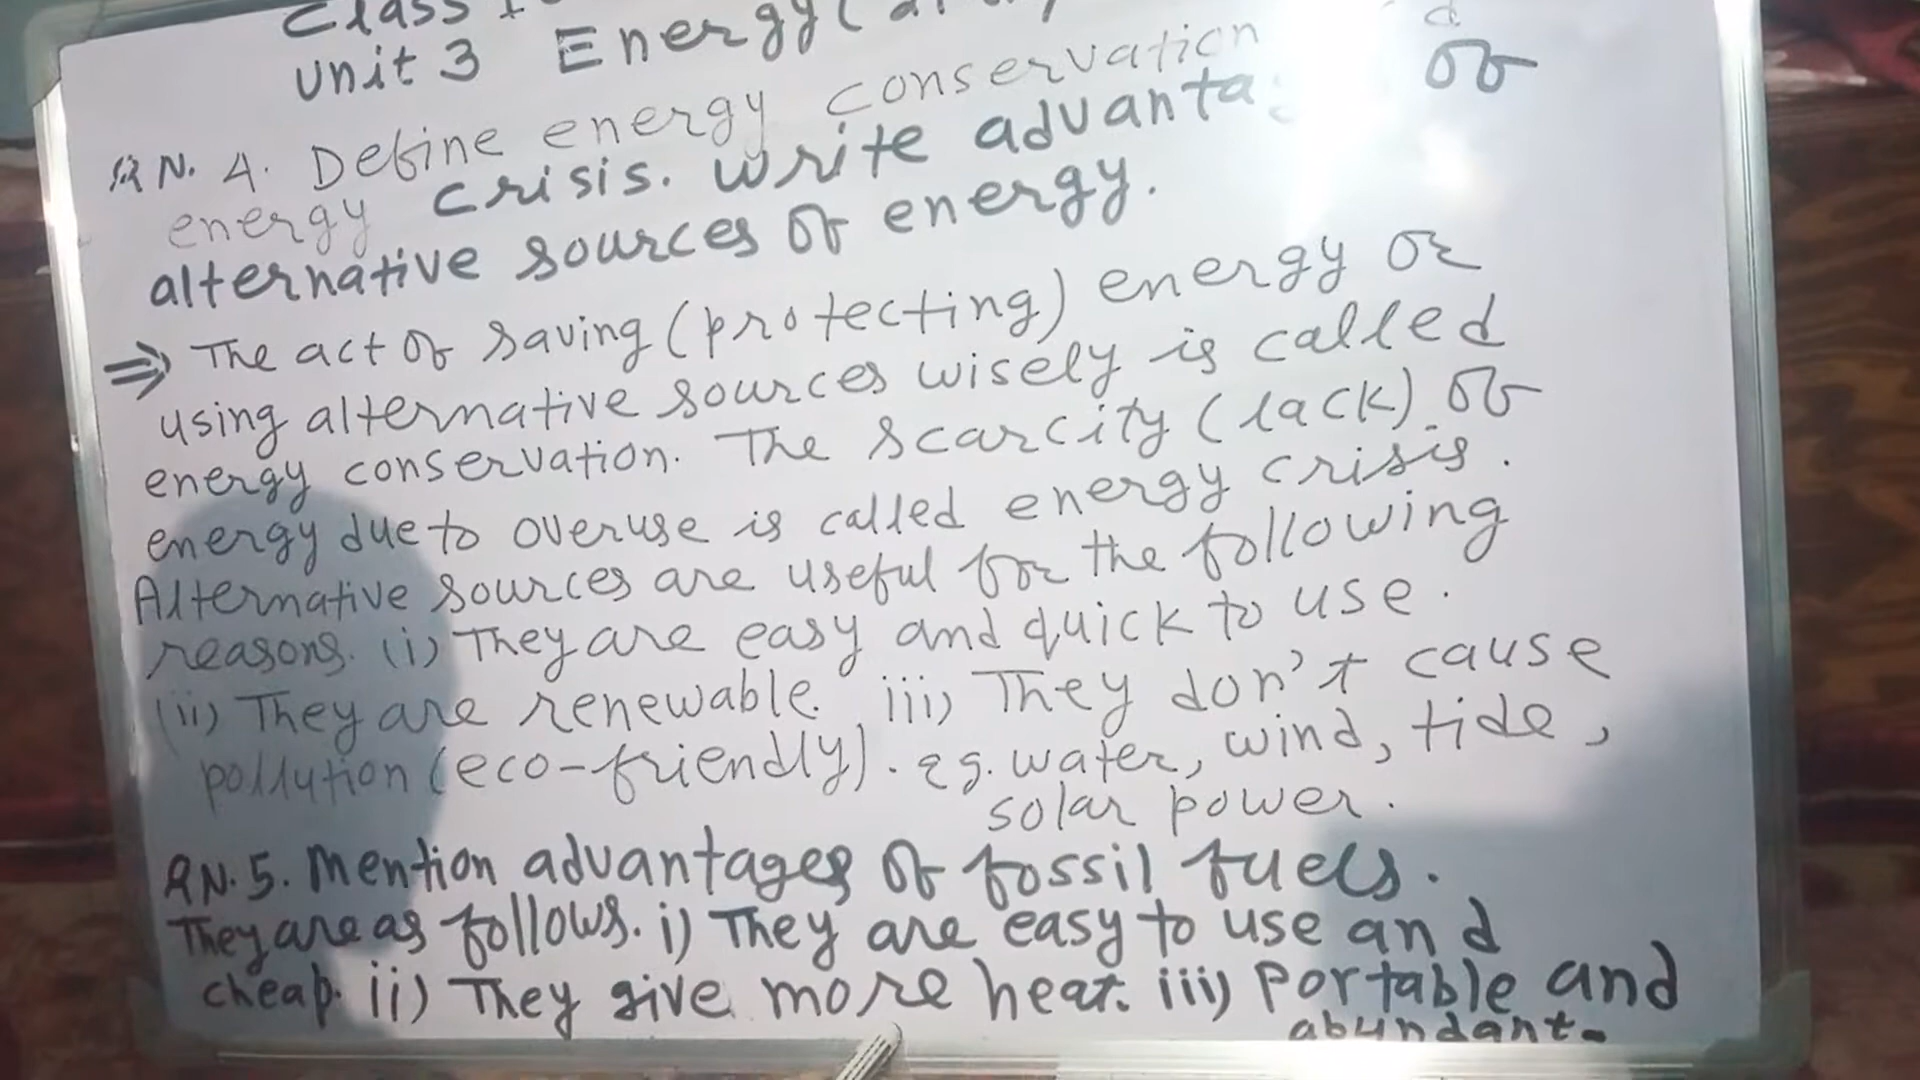 Class
Unit 3 Energy (
Q N. 4. Define energy conservation
energy crisis. Write advanta of
alternative sources of energy.
⇒ The act of saving (protecting) energy or
using alternative sources wisely is called
energy conservation. The scarcity (lack) of
energy due to overuse is called energy crisis.
Alternative sources are useful for the following
reasons. (i) They are easy and quick to use.
(ii) They are renewable. iii) They don't cause
pollution (eco-friendly). eg. water, wind, tide,
solar power.
QN. 5. Mention advantages of fossil fuels.
They are as follows. i) They are easy to use and
cheap. ii) They give more heat. iii) Portable and
abundant.